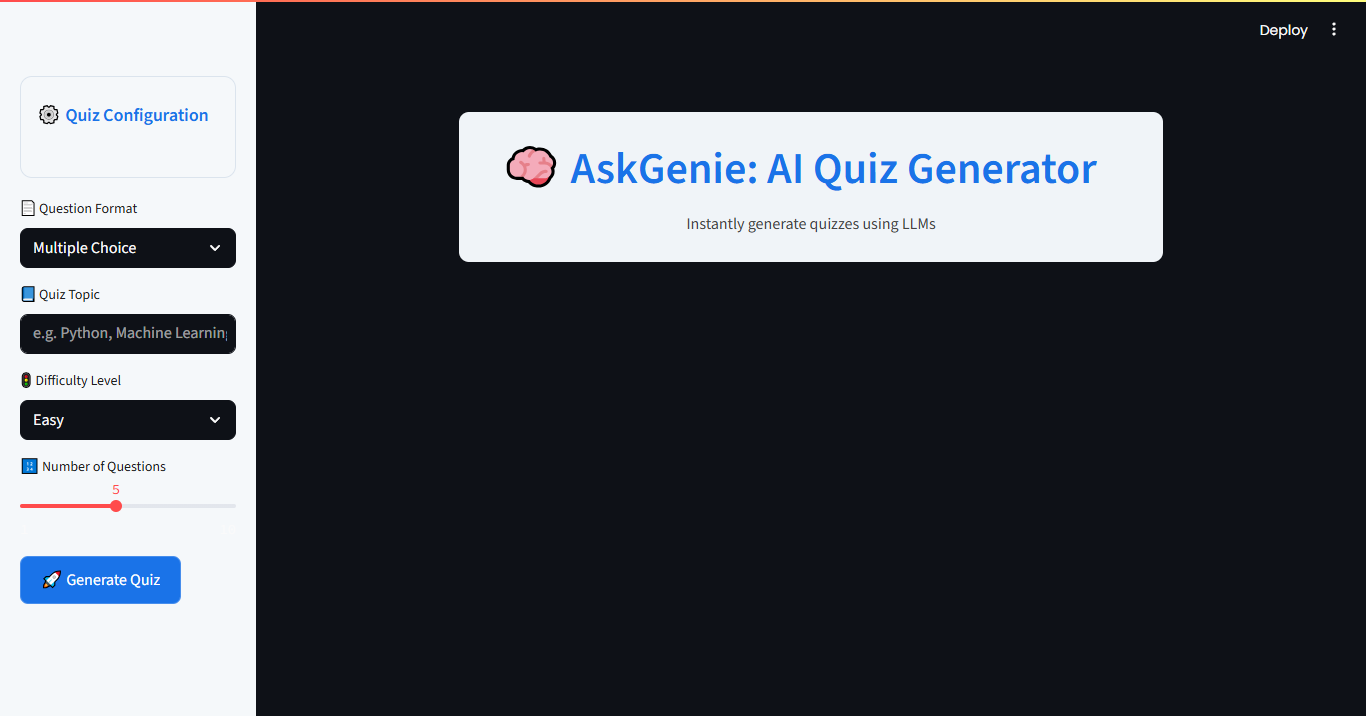 Deploy
Quiz Configuration
Question Format
Multiple Choice
Quiz Topic
e.g. Python, Machine Learning
Difficulty Level
Easy
Number of Questions
5
Generate Quiz
AskGenie: AI Quiz Generator
Instantly generate quizzes using LLMs